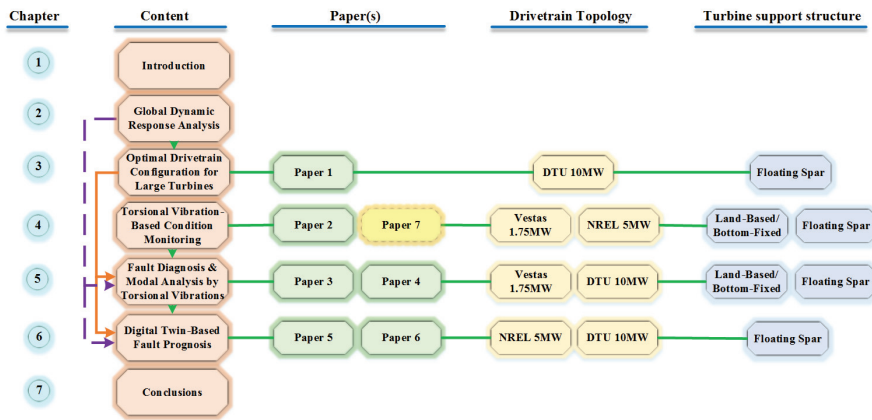 Chapter
Content
Paper(s)
Drivetrain Topology
Turbine support structure
1
Introduction
2
Global Dynamic
Response Analysis
3
Optimal Drivetrain
Configuration for
Large Turbines
Paper 1
DTU 10MW
Floating Spar
4
Torsional Vibration-
Based Condition
Monitoring
Paper 2
Paper 7
Vestas
1.75MW
NREL 5MW
Land-Based/
Bottom-Fixed
Floating Spar
5
Fault Diagnosis &
Modal Analysis by
Torsional Vibrations
Paper 3
Paper 4
Vestas
1.75MW
DTU 10MW
Land-Based/
Bottom-Fixed
Floating Spar
6
Digital Twin-Based
Fault Prognosis
Paper 5
Paper 6
NREL 5MW
DTU 10MW
Floating Spar
7
Conclusions